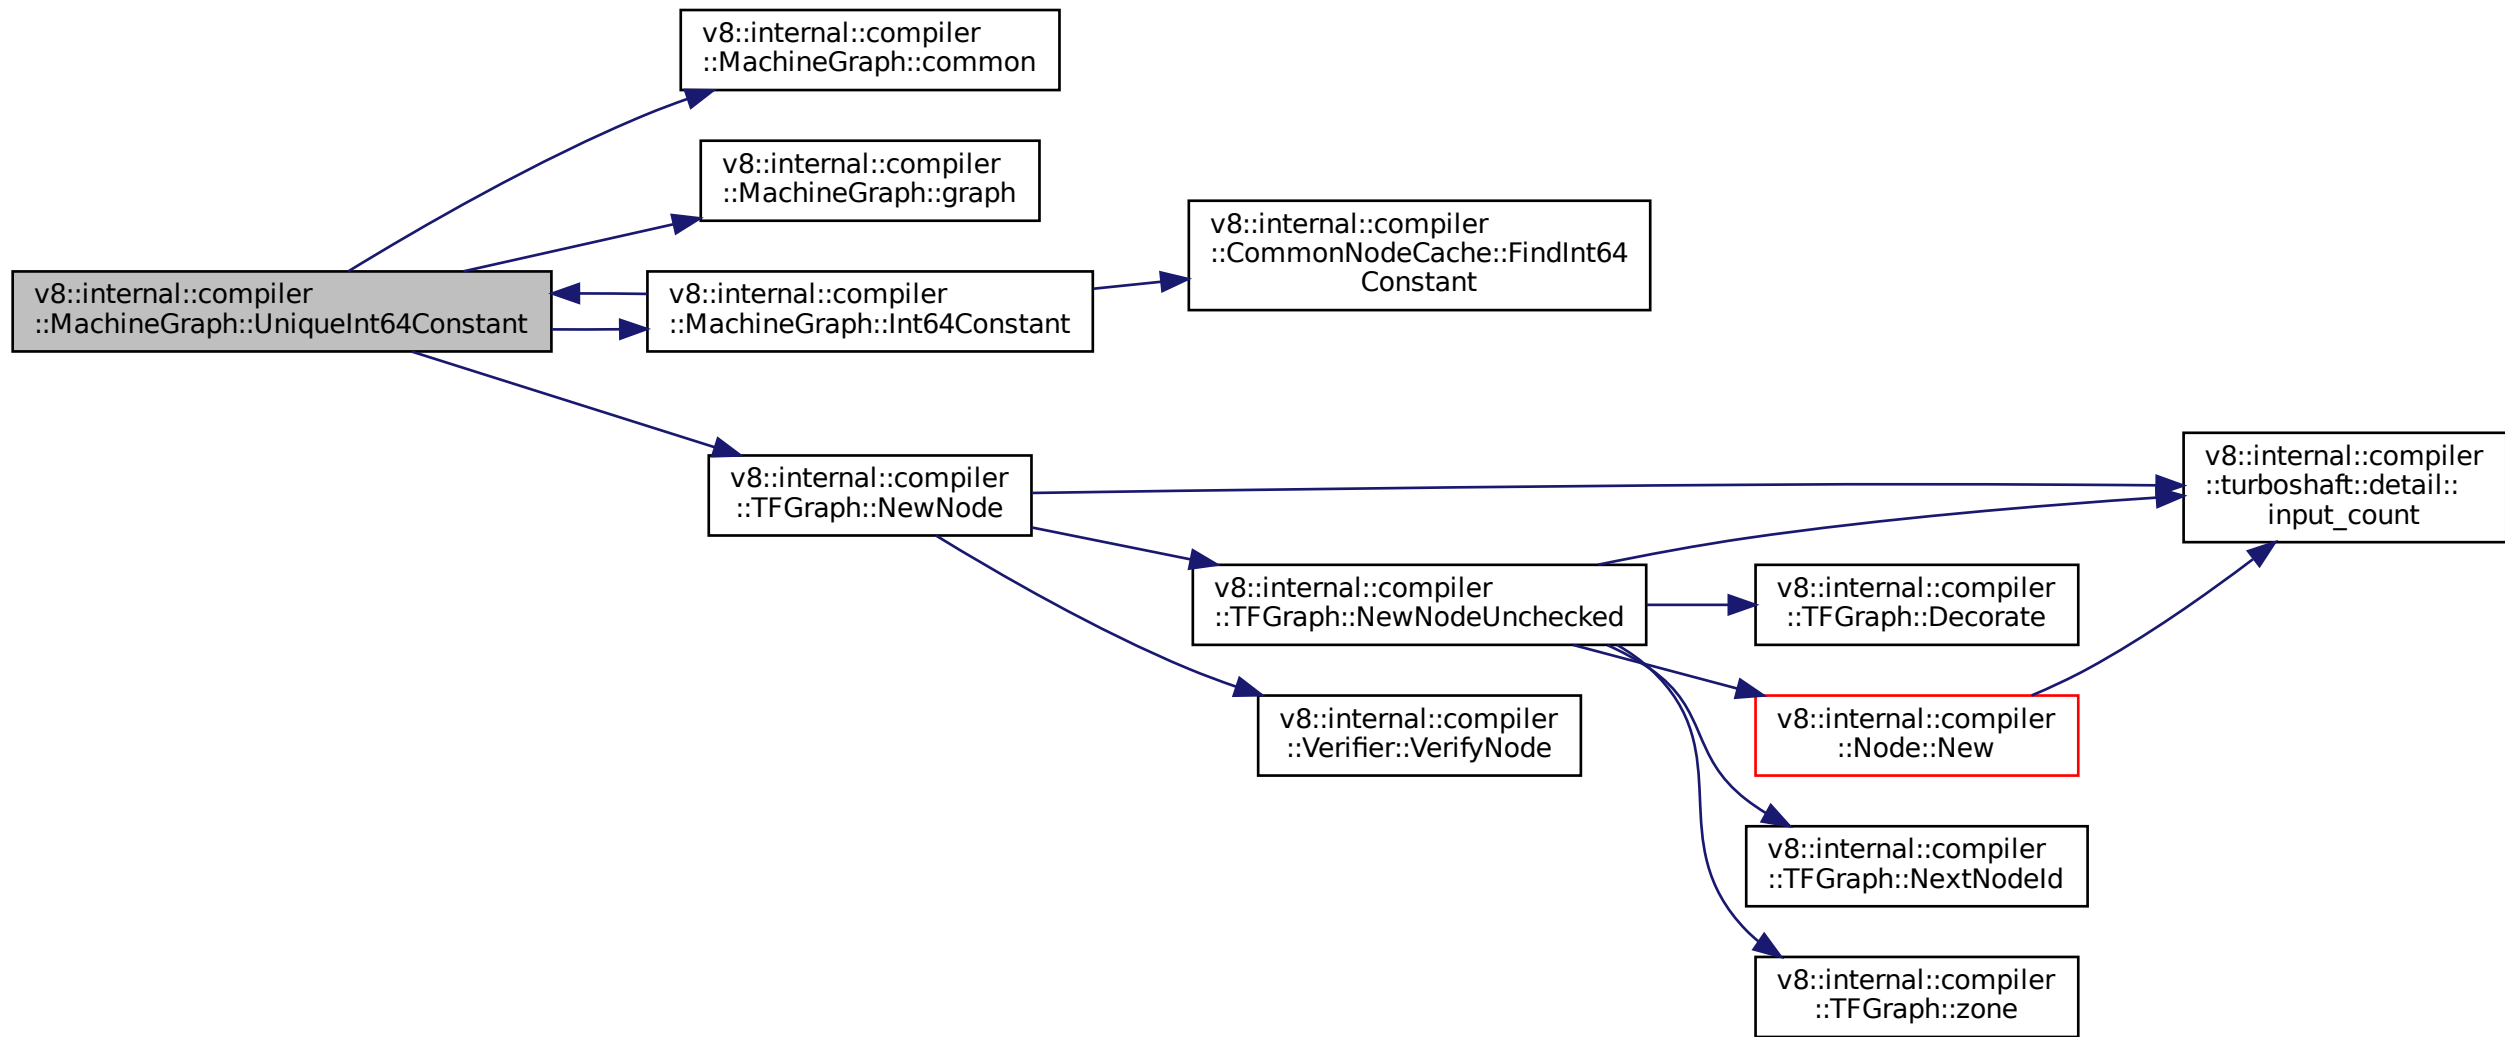 v8::internal::compiler
::MachineGraph::common
v8::internal::compiler
::MachineGraph::graph
v8::internal::compiler
::CommonNodeCache::FindInt64
Constant
v8::internal::compiler
::MachineGraph::UniqueInt64Constant
v8::internal::compiler
::MachineGraph::Int64Constant
v8::internal::compiler
::TFGraph::NewNode
v8::internal::compiler
::turboshaft::detail::
input_count
v8::internal::compiler
::TFGraph::NewNodeUnchecked
v8::internal::compiler
::TFGraph::Decorate
v8::internal::compiler
::Verifier::VerifyNode
v8::internal::compiler
::Node::New
v8::internal::compiler
::TFGraph::NextNodeId
v8::internal::compiler
::TFGraph::zone